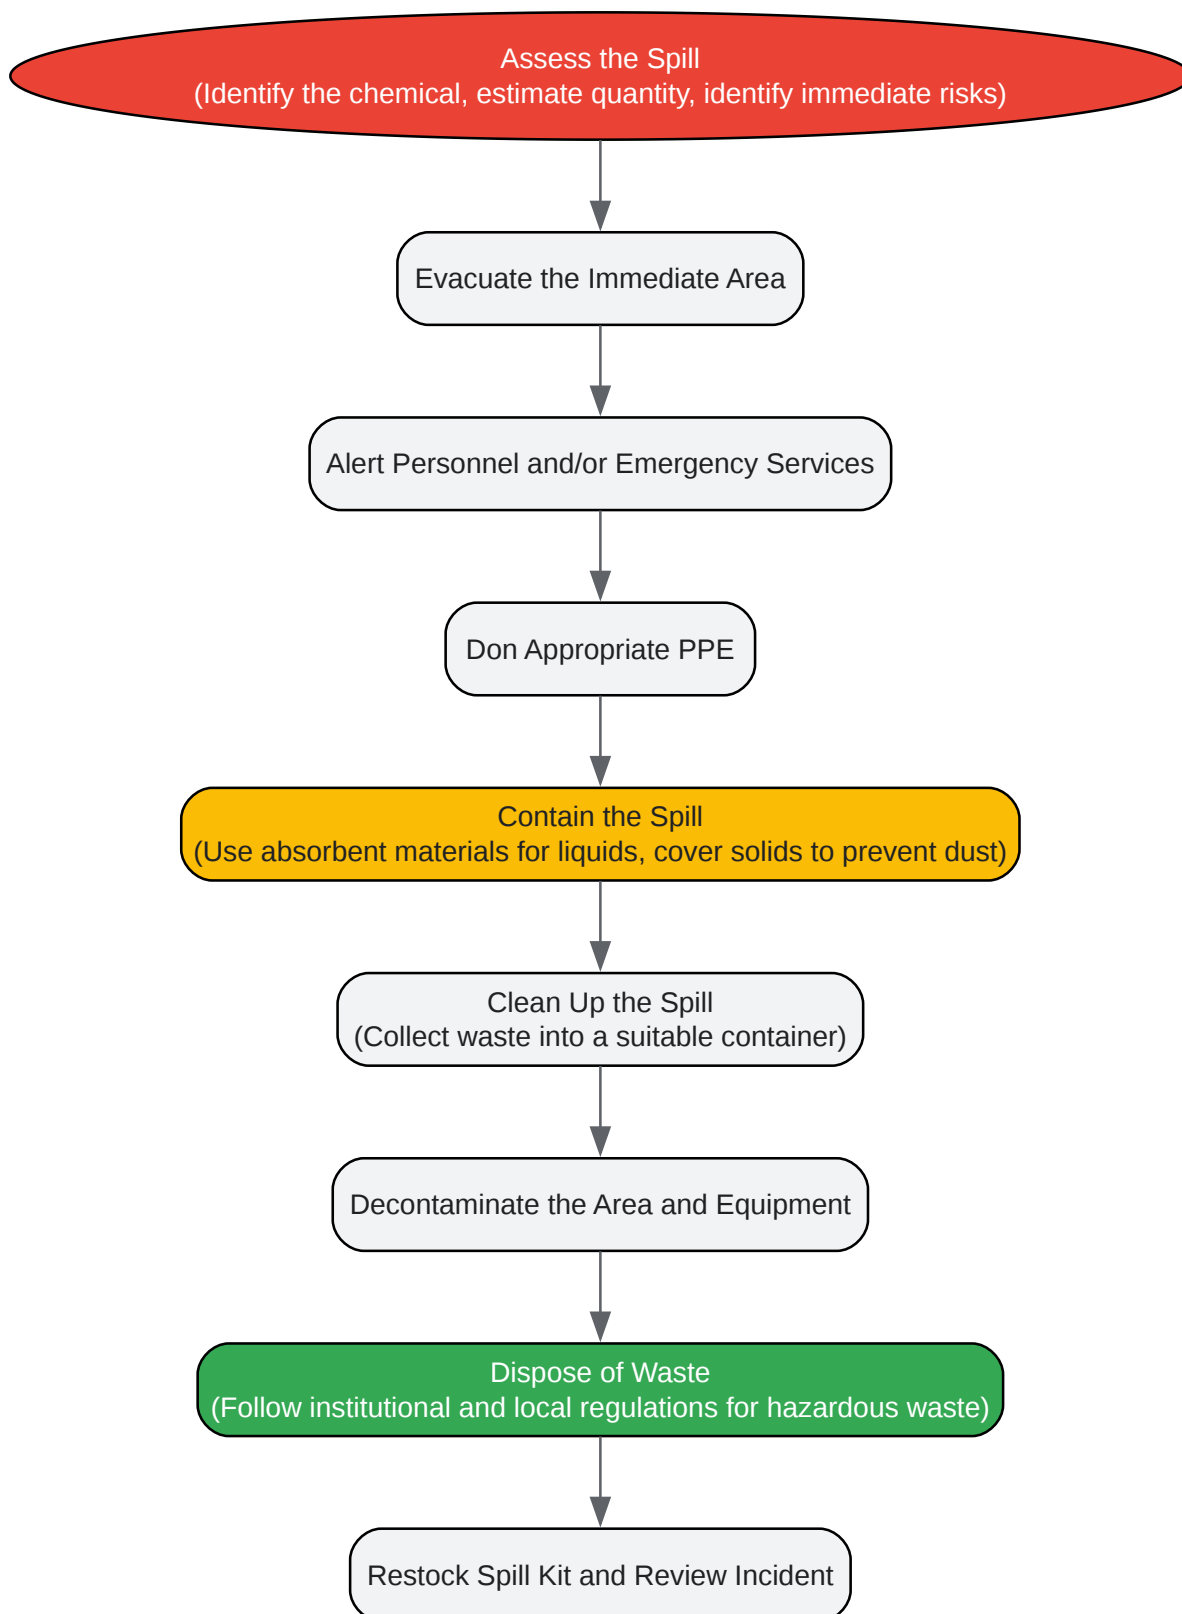 Assess the Spill
(Identify the chemical, estimate quantity, identify immediate risks)
Evacuate the Immediate Area
Alert Personnel and/or Emergency Services
Don Appropriate PPE
Contain the Spill
(Use absorbent materials for liquids, cover solids to prevent dust)
Clean Up the Spill
(Collect waste into a suitable container)
Decontaminate the Area and Equipment
Dispose of Waste
(Follow institutional and local regulations for hazardous waste)
Restock Spill Kit and Review Incident